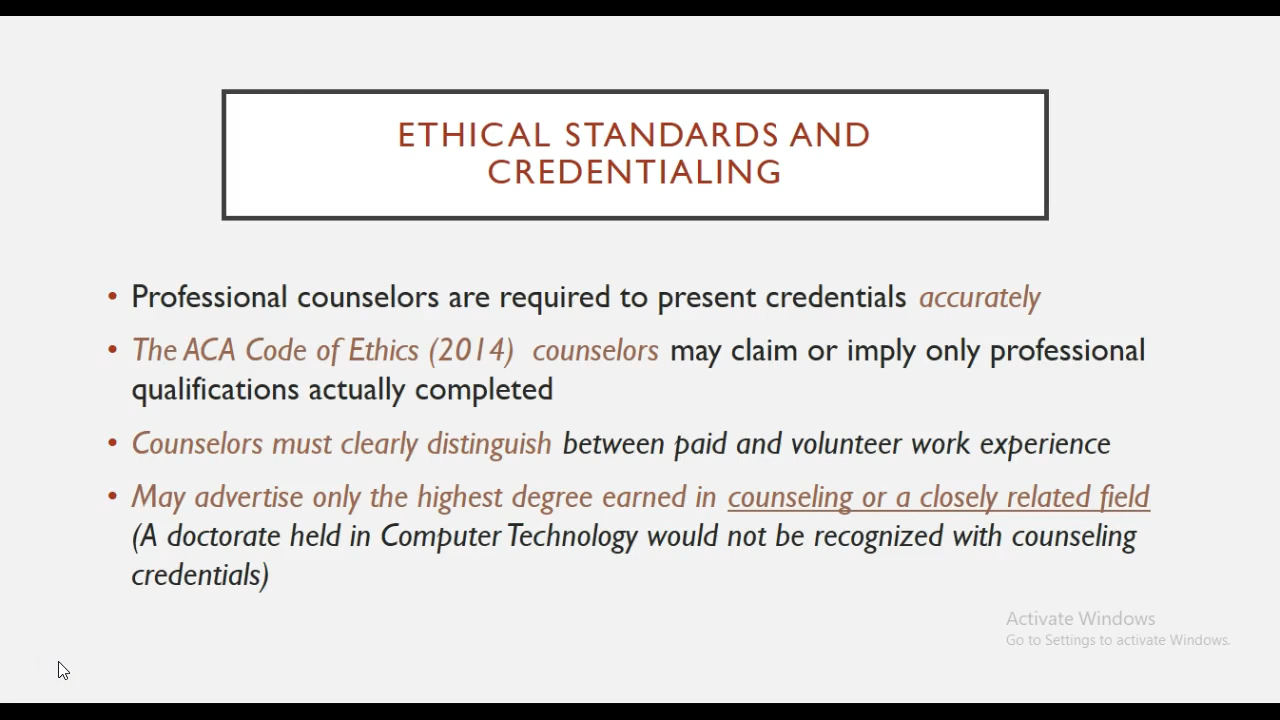 ETHICAL STANDARDS AND
CREDENTIALING
• Professional counselors are required to present credentials accurately
• The ACA Code of Ethics (2014) counselors may claim or imply only professional
qualifications actually completed
• Counselors must clearly distinguish between paid and volunteer work experience
• May advertise only the highest degree earned in counseling or a closely related field
(A doctorate held in Computer Technology would not be recognized with counseling
credentials)
Activate Windows
Go to Settings to activate Windows.